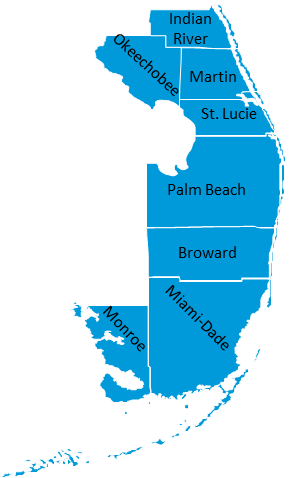 Indian
River
Okeechobee
Martin
St. Lucie
Palm Beach
Broward
Miami-Dade
Monroe